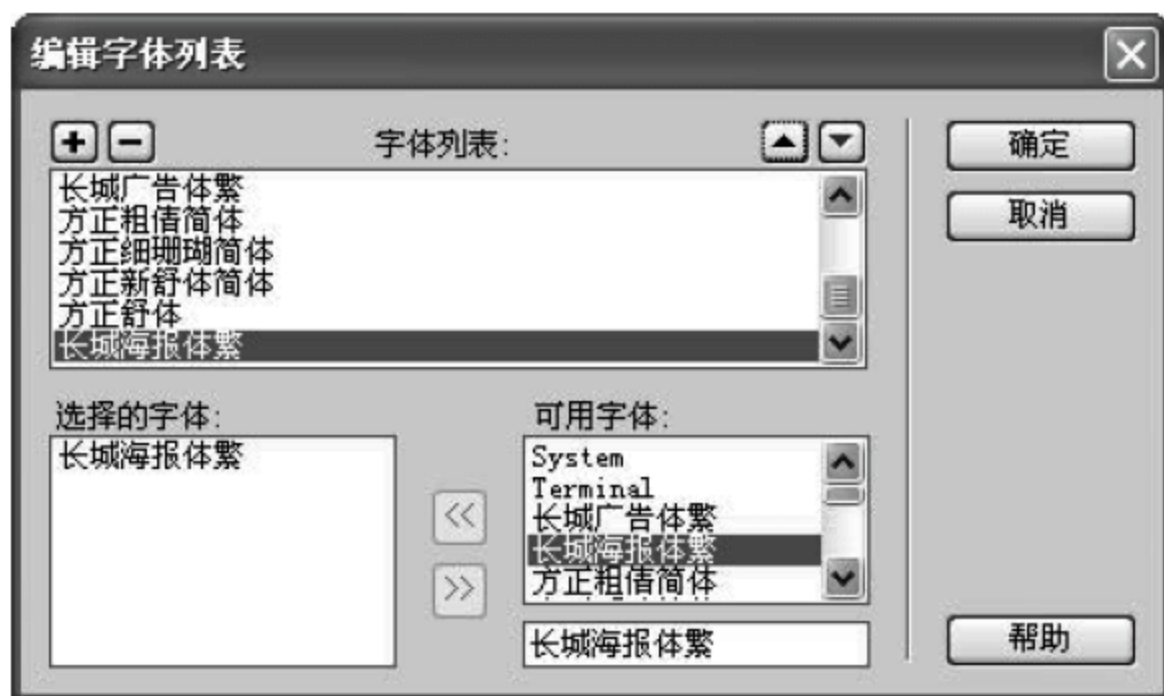 编辑字体列表
字体列表:
确定
取消
长城广告体繁
方正粗倩简体
方正细珊瑚简体
方正新舒体简体
方正舒体
长城海报体繁
选择的字体:
长城海报体繁
可用字体:
System
Terminal
长城广告体繁
长城海报体繁
方正粗倩简体
长城海报体繁
帮助